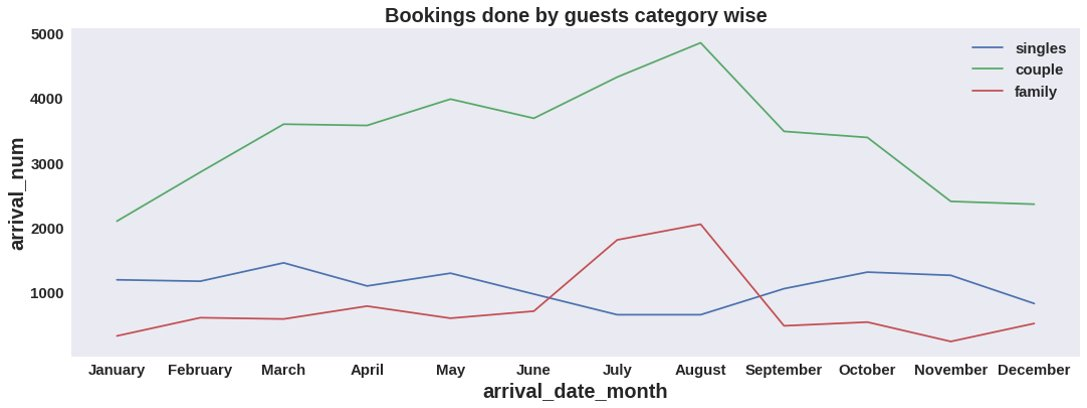 Bookings done by guests category wise
singles
couple
family
5000
4000
3000
2000
1000
arrival_num
January February March April May June July August September October November December
arrival_date_month